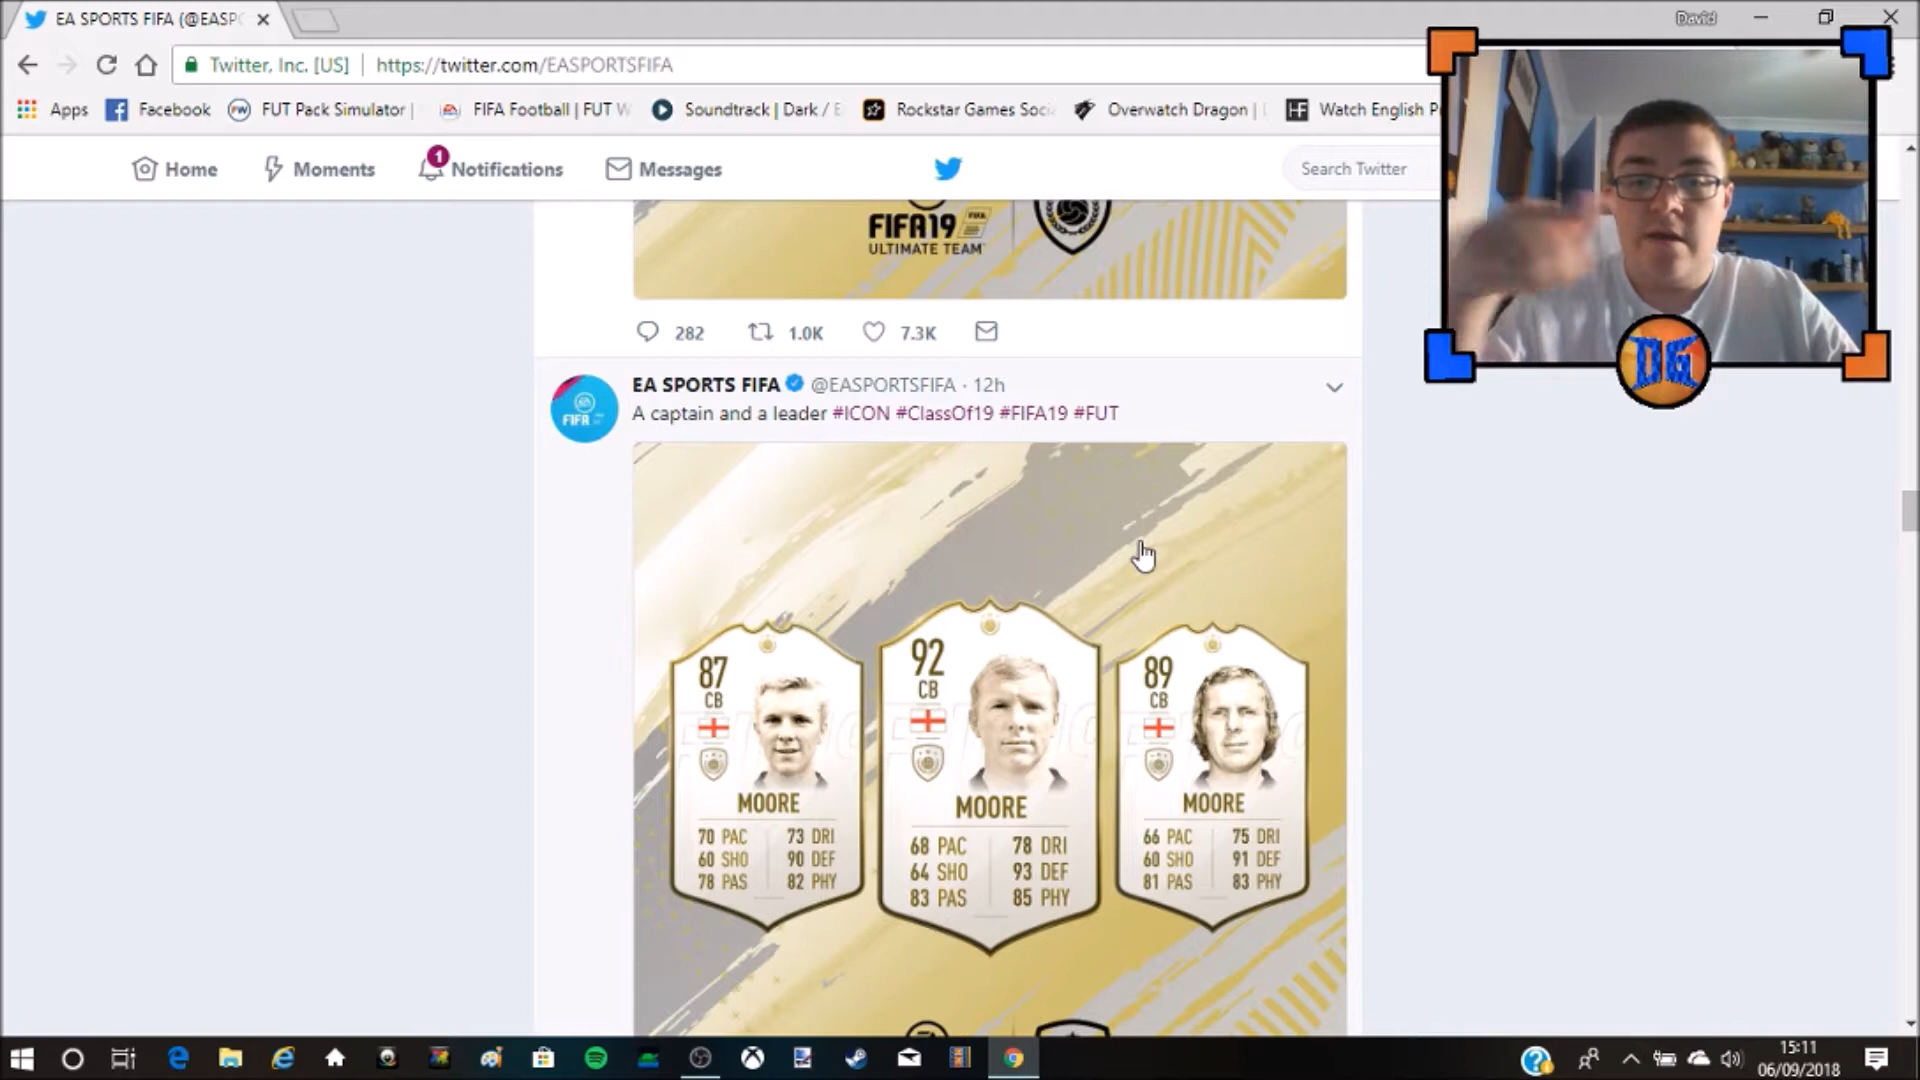 EA SPORTS FIFA (@EASP
David
Twitter, Inc. [US] | https://twitter.com/EASPORTSFIFA
Apps Facebook FUT Pack Simulator | FIFA Football | FUT W Soundtrack | Dark / E Rockstar Games Soci Overwatch Dragon | Watch English P
Home Moments 1 Notifications Messages Search Twitter
FIFA19
ULTIMATE TEAM
282 1.0K 7.3K
EA SPORTS FIFA @EASPORTSFIFA · 12h
A captain and a leader #ICON #ClassOf19 #FIFA19 #FUT
87
CB
MOORE
70 PAC 73 DRI
60 SHO 90 DEF
78 PAS 82 PHY
92
CB
MOORE
68 PAC 78 DRI
64 SHO 93 DEF
83 PAS 85 PHY
89
CB
MOORE
66 PAC 75 DRI
60 SHO 91 DEF
81 PAS 83 PHY
DG
15:11
06/09/2018